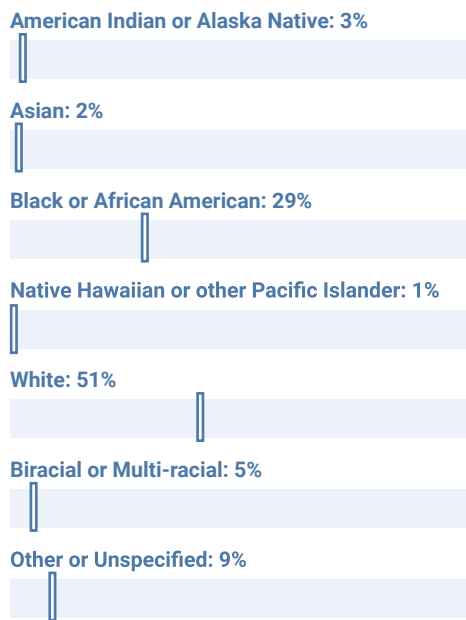 American Indian or Alaska Native: 3%
Asian: 2%
Black or African American: 29%
Native Hawaiian or other Pacific Islander: 1%
White: 51%
Biracial or Multi-racial: 5%
Other or Unspecified: 9%